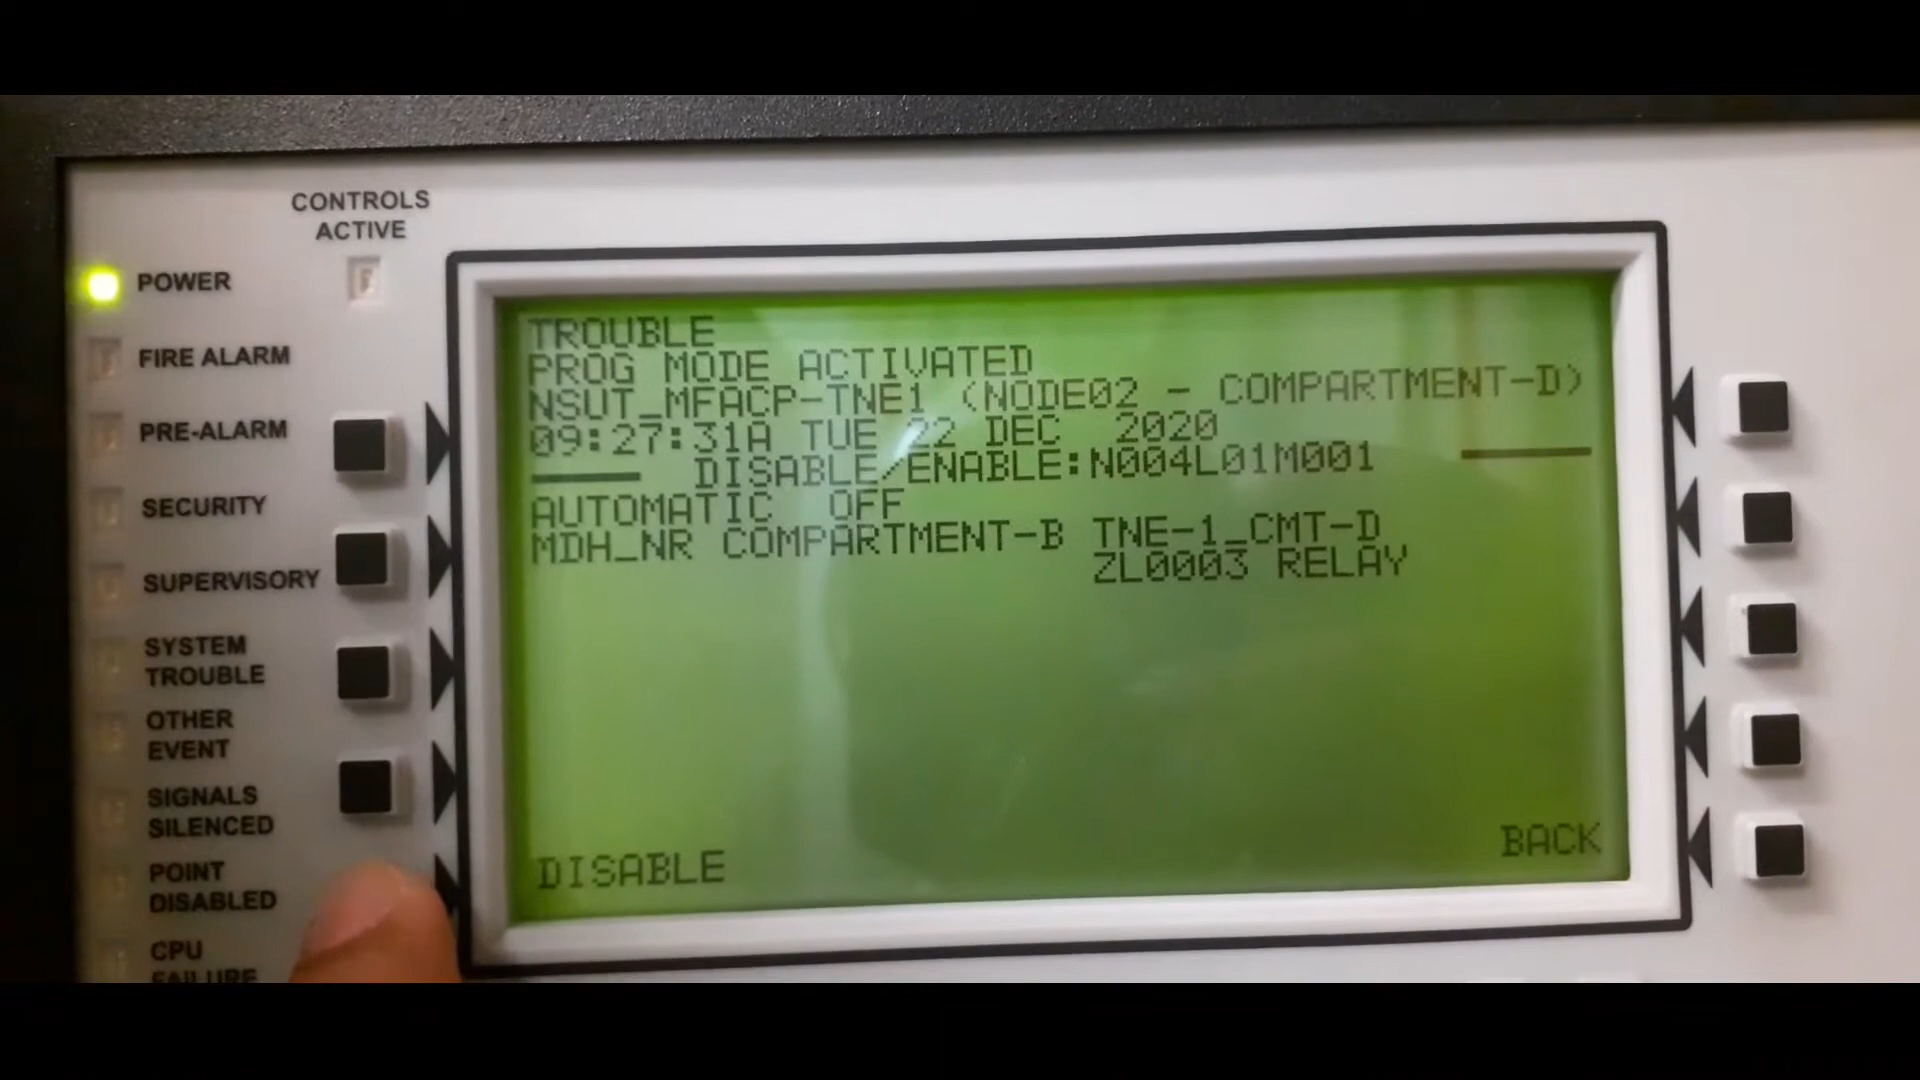 CONTROLS
ACTIVE
POWER
FIRE ALARM
PRE-ALARM
SECURITY
SUPERVISORY
SYSTEM
TROUBLE
OTHER
EVENT
SIGNALS
SILENCED
POINT
DISABLED
CPU
FAILURE
TROUBLE
PROG MODE ACTIVATED
NSUT_MFACP-TNE1 (NODE02 - COMPARTMENT-D)
09:27:31A TUE 22 DEC 2020
DISABLE/ENABLE:N004L01M001
AUTOMATIC OFF
MDH_NR COMPARTMENT-B TNE-1_CMT-D
ZL0003 RELAY
DISABLE
BACK